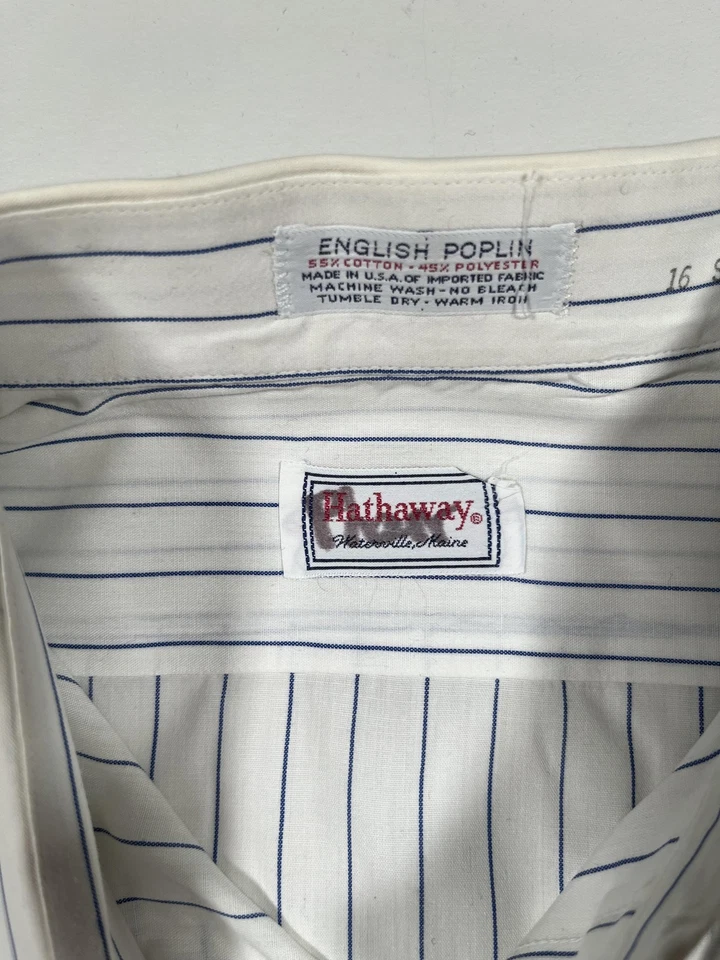 ENGLISH POPLIN
55% COTTON - 45% POLYESTER
MADE IN U.S.A. OF IMPORTED FABRIC
MACHINE WASH - NO BLEACH
TUMBLE DRY - WARM IRON
16
Hathaway®
Waterville, Maine